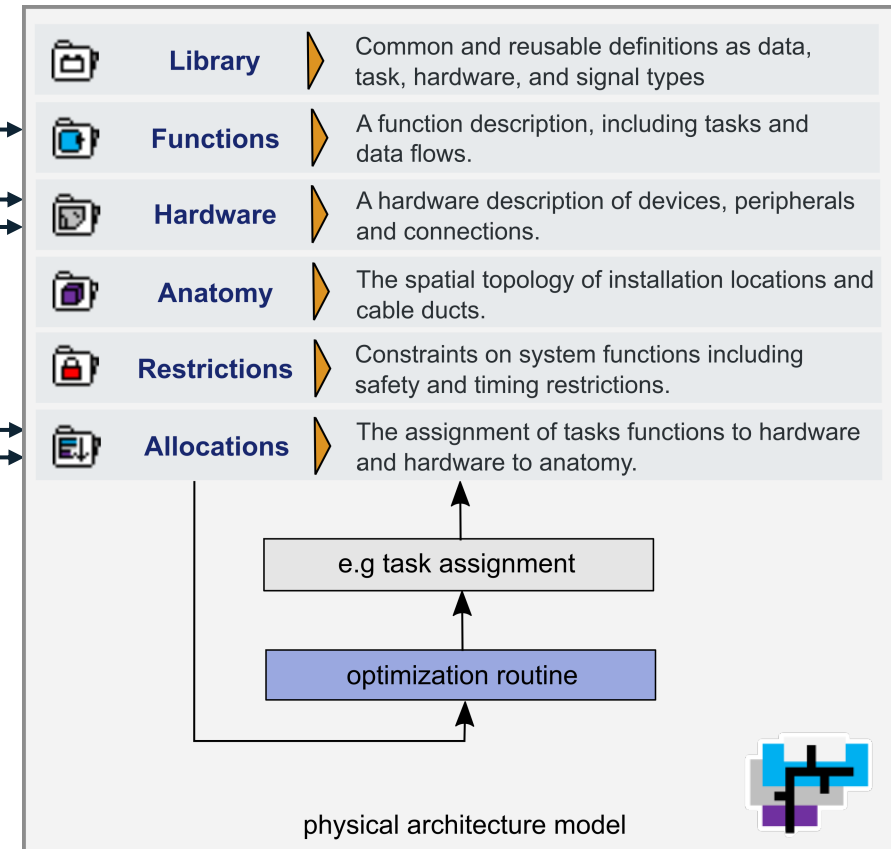 Library
Common and reusable definitions as data,
task, hardware, and signal types
Functions
A function description, including tasks and
data flows.
Hardware
A hardware description of devices, peripherals
and connections.
Anatomy
The spatial topology of installation locations and
cable ducts.
Restrictions
Constraints on system functions including
safety and timing restrictions.
Allocations
The assignment of tasks functions to hardware
and hardware to anatomy.
e.g task assignment
optimization routine
physical architecture model